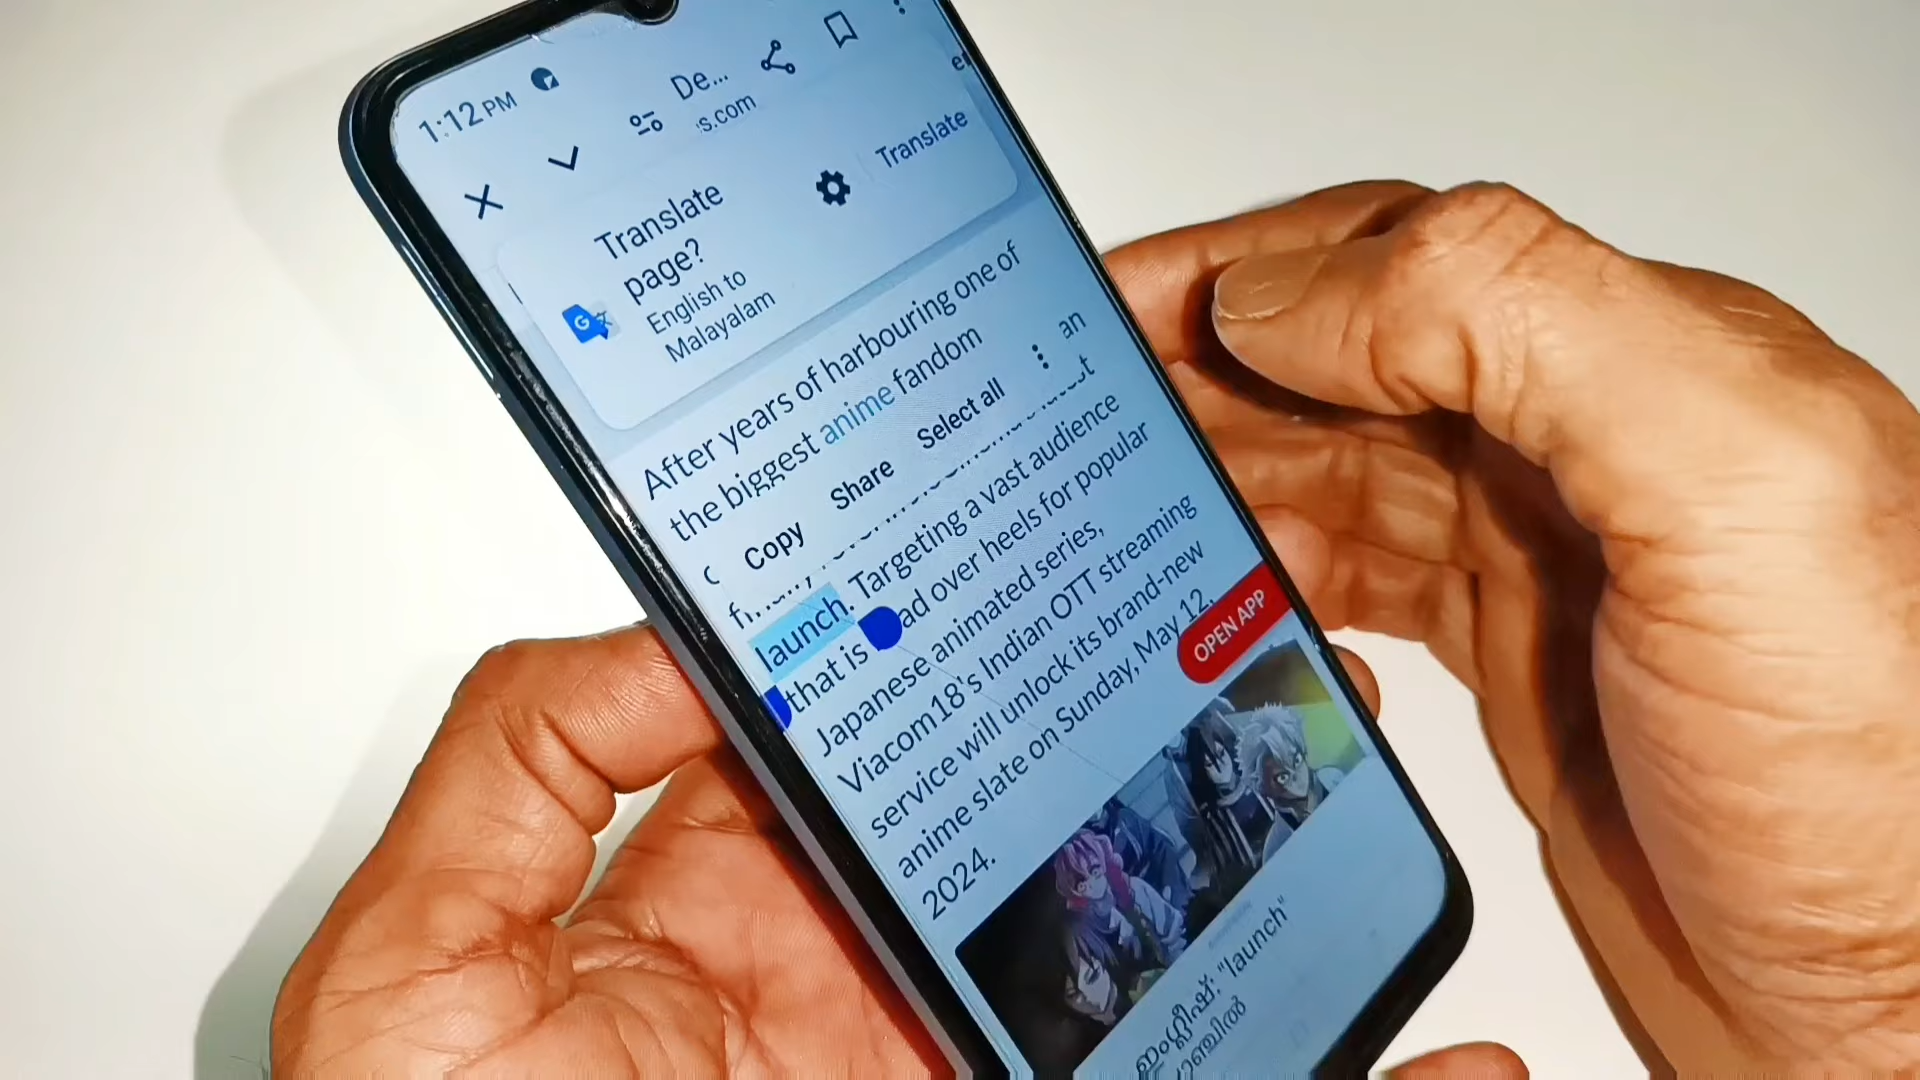 1:12 PM
De...
s.com
Translate
page?
English to
Malayalam
Translate
After years of harbouring one of
the biggest anime fandom
an
Copy Share Select all
launch. Targeting a vast audience
that is ad over heels for popular
Japanese animated series,
Viacom18's Indian OTT streaming
service will unlock its brand-new
anime slate on Sunday, May 12,
2024.
OPEN APP
ഇംഗ്ലീഷ്: "launch"